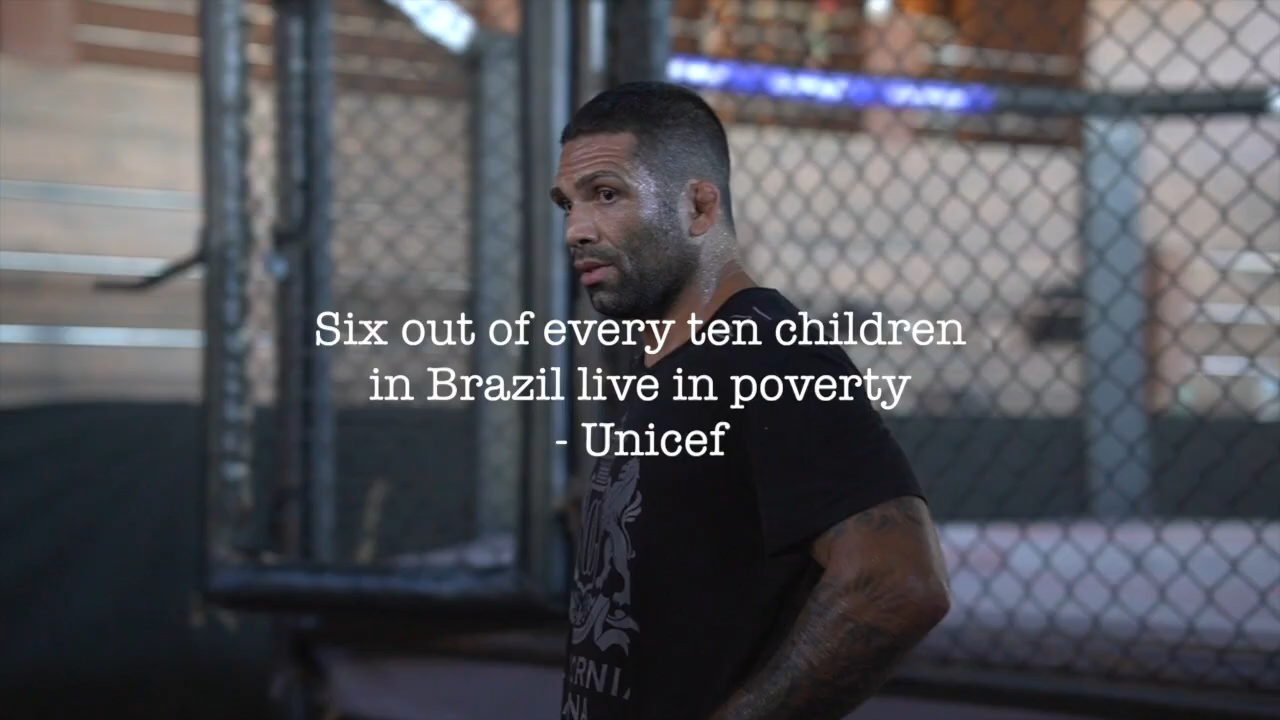 Six out of every ten children
in Brazil live in poverty
- Unicef